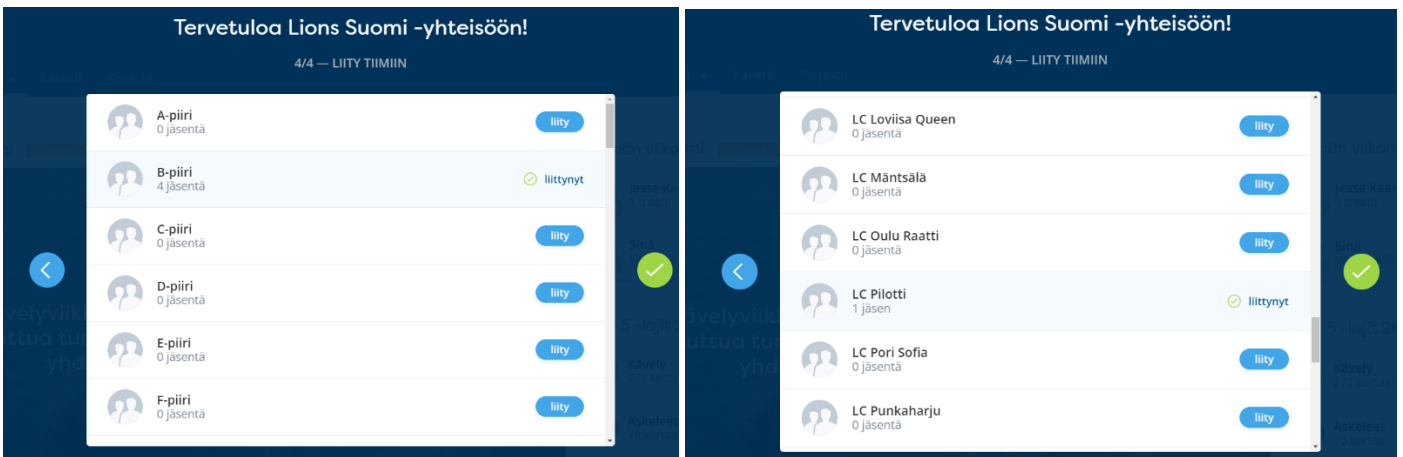 Tervetuloa Lions Suomi -yhteisöön!
4/4 — LIITY TIIMIIN
A-piiri
0 jäsentä
liity
B-piiri
4 jäsentä
liittynyt
C-piiri
0 jäsentä
liity
D-piiri
0 jäsentä
liity
E-piiri
0 jäsentä
liity
F-piiri
0 jäsentä
liity
Tervetuloa Lions Suomi -yhteisöön!
4/4 — LIITY TIIMIIN
LC Loviisa Queen
0 jäsentä
liity
LC Mäntsälä
0 jäsentä
liity
LC Oulu Raatti
0 jäsentä
liity
LC Pilotti
1 jäsen
liittynyt
LC Pori Sofia
0 jäsentä
liity
LC Punkaharju
0 jäsentä
liity